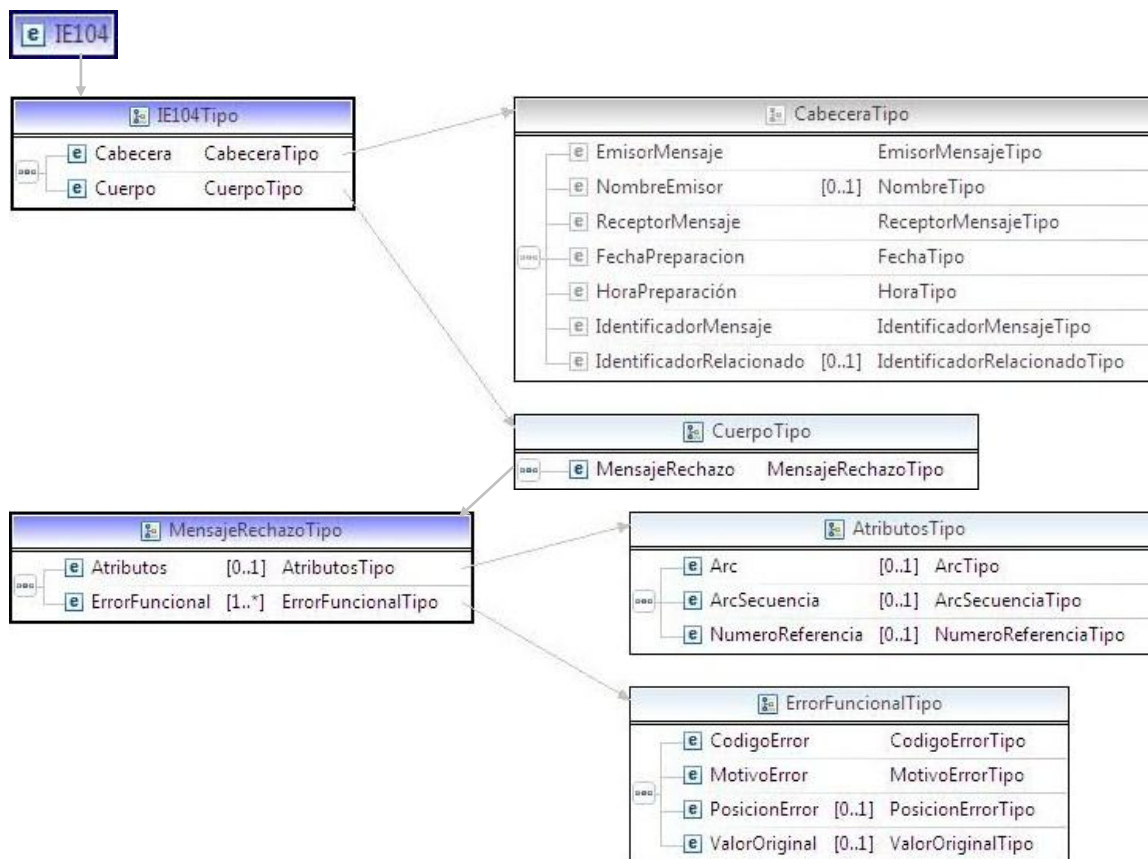 IE104
IE104Tipo
Cabecera CabeceraTipo
Cuerpo CuerpoTipo
CabeceraTipo
EmisorMensaje EmisorMensajeTipo
NombreEmisor [0..1] NombreTipo
ReceptorMensaje ReceptorMensajeTipo
FechaPreparacion FechaTipo
HoraPreparación HoraTipo
IdentificadorMensaje IdentificadorMensajeTipo
IdentificadorRelacionado [0..1] IdentificadorRelacionadoTipo
CuerpoTipo
MensajeRechazo MensajeRechazoTipo
MensajeRechazoTipo
Atributos [0..1] AtributosTipo
ErrorFuncional [1..*] ErrorFuncionalTipo
AtributosTipo
Arc [0..1] ArcTipo
ArcSecuencia [0..1] ArcSecuenciaTipo
NumeroReferencia [0..1] NumeroReferenciaTipo
ErrorFuncionalTipo
CodigoError CodigoErrorTipo
MotivoError MotivoErrorTipo
PosicionError [0..1] PosicionErrorTipo
ValorOriginal [0..1] ValorOriginalTipo